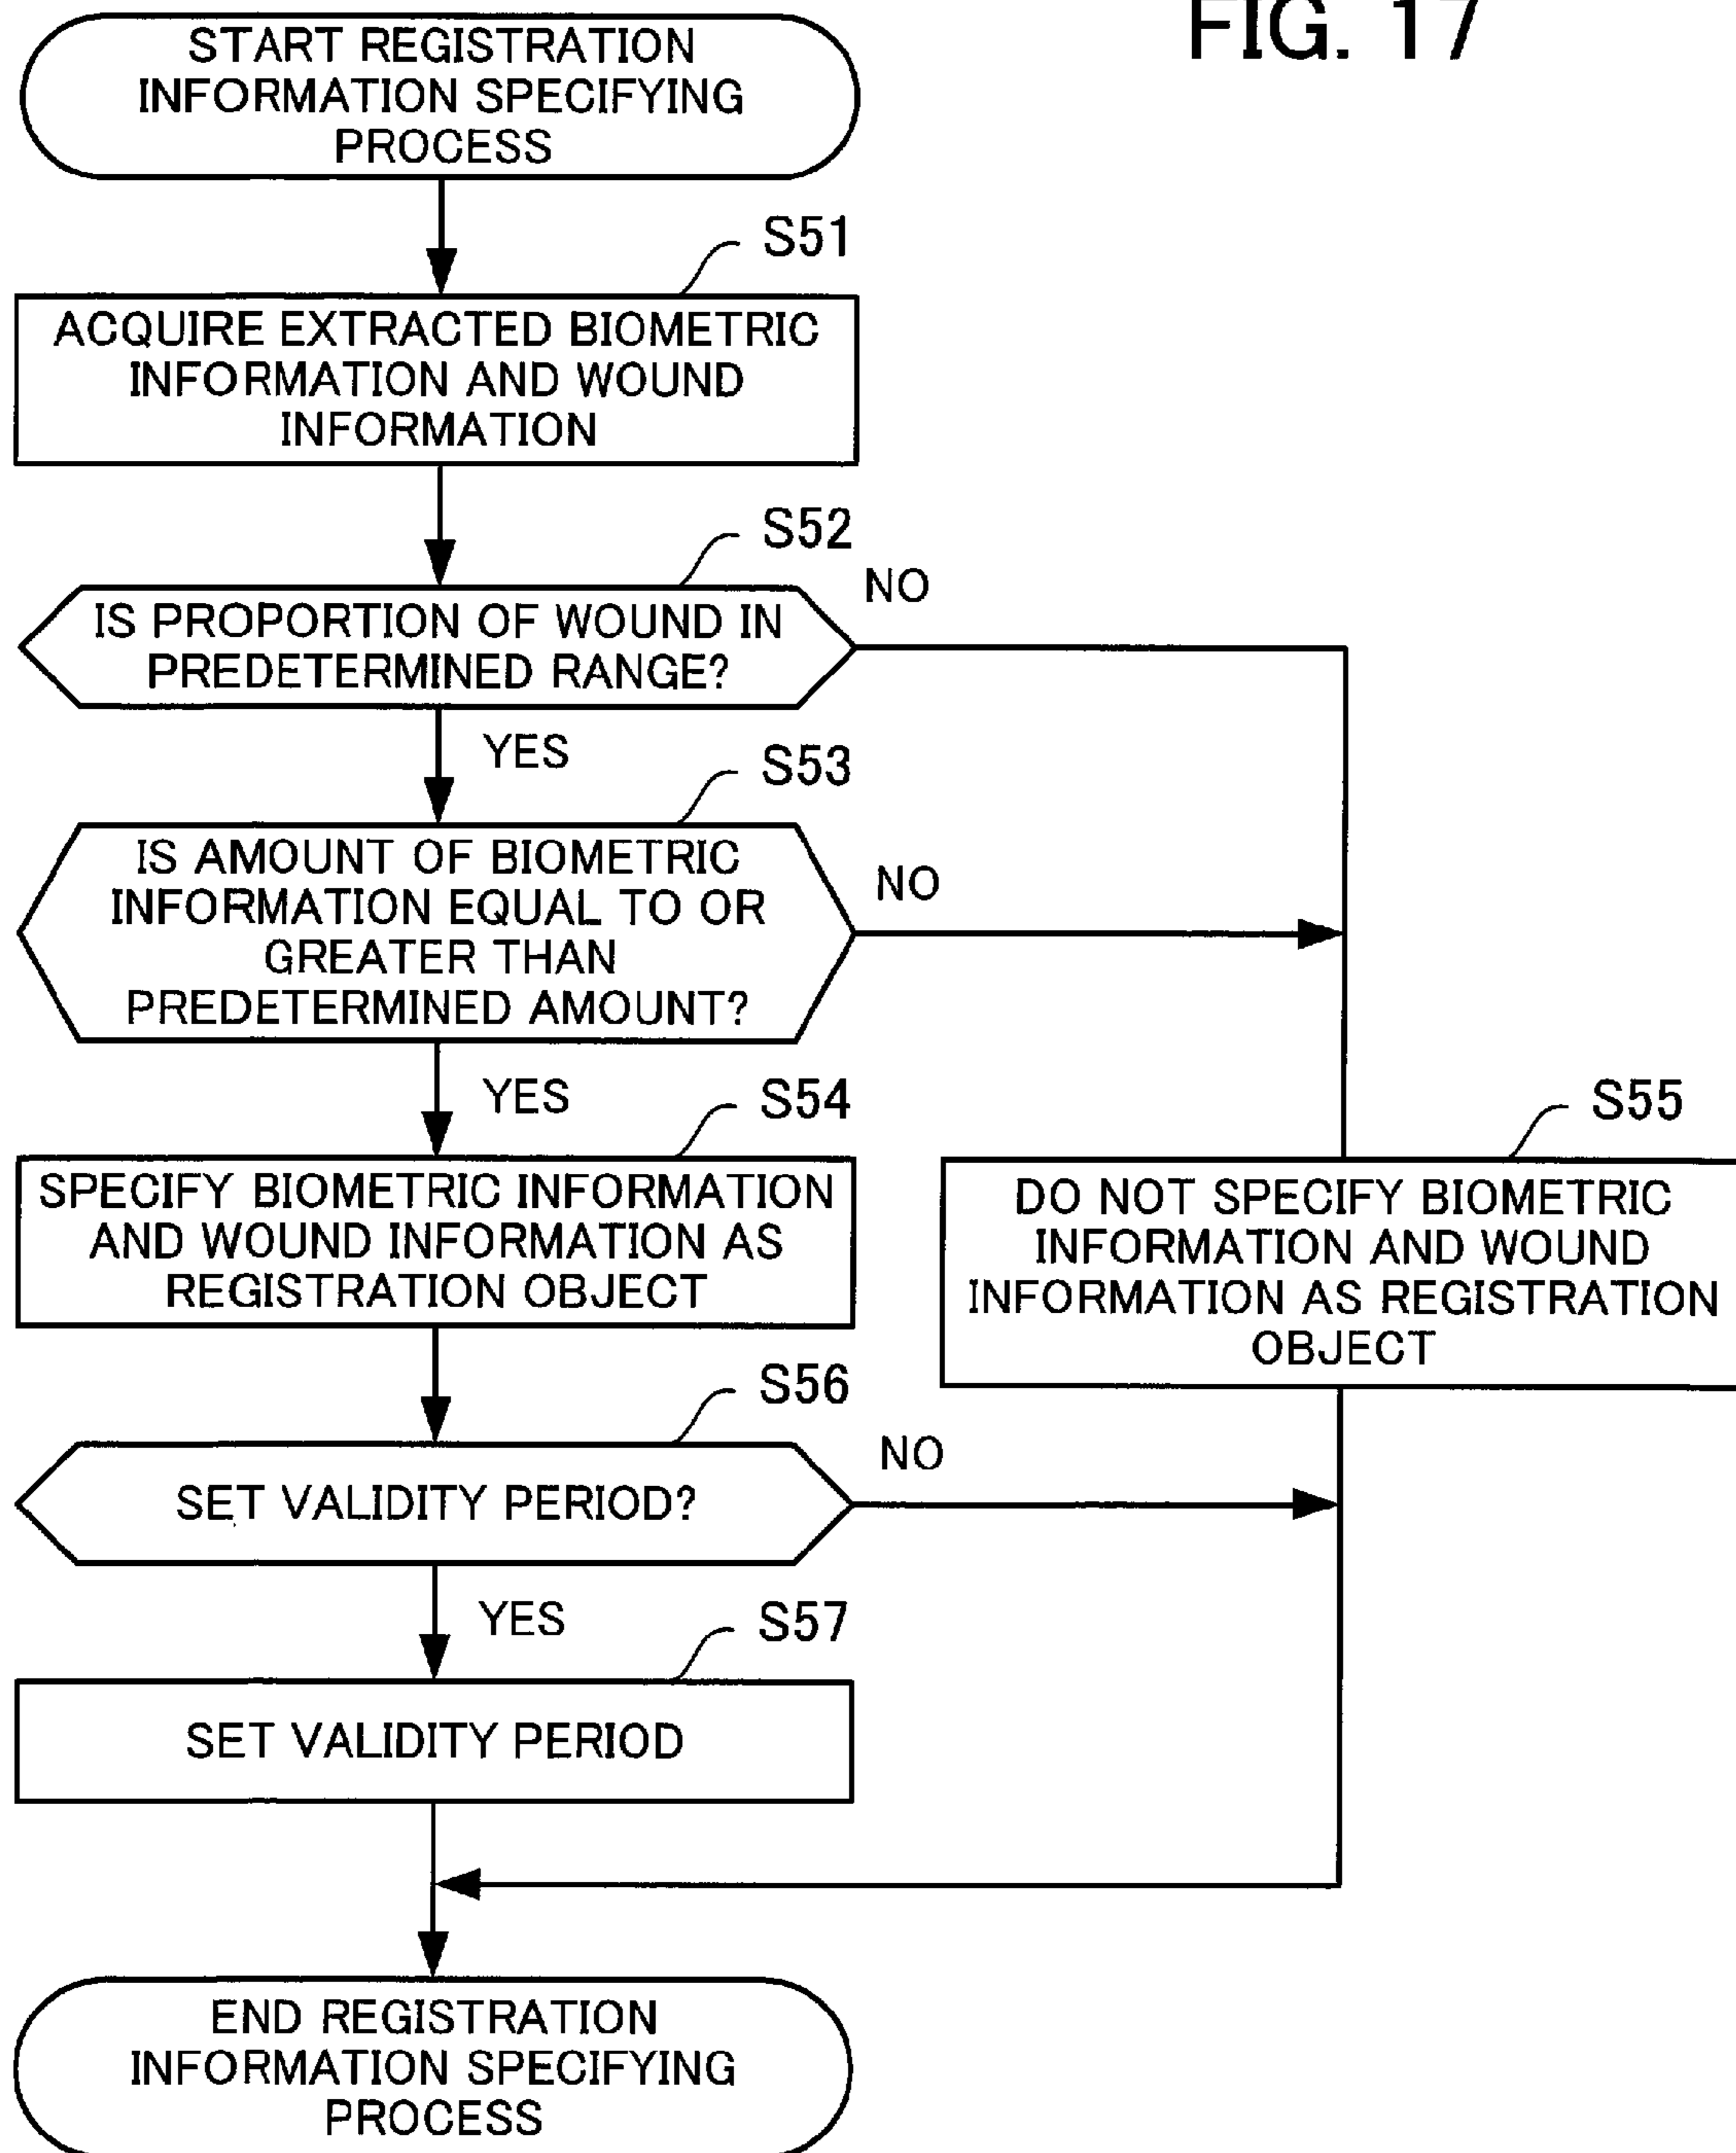 FIG. 17
START REGISTRATION
INFORMATION SPECIFYING
PROCESS
S51
ACQUIRE EXTRACTED BIOMETRIC
INFORMATION AND WOUND
INFORMATION
S52
NO
IS PROPORTION OF WOUND IN
PREDETERMINED RANGE?
YES
S53
IS AMOUNT OF BIOMETRIC
INFORMATION EQUAL TO OR
GREATER THAN
PREDETERMINED AMOUNT?
NO
YES
S54
SPECIFY BIOMETRIC INFORMATION
AND WOUND INFORMATION AS
REGISTRATION OBJECT
S55
DO NOT SPECIFY BIOMETRIC
INFORMATION AND WOUND
INFORMATION AS REGISTRATION
OBJECT
S56
NO
SET VALIDITY PERIOD?
YES
S57
SET VALIDITY PERIOD
END REGISTRATION
INFORMATION SPECIFYING
PROCESS